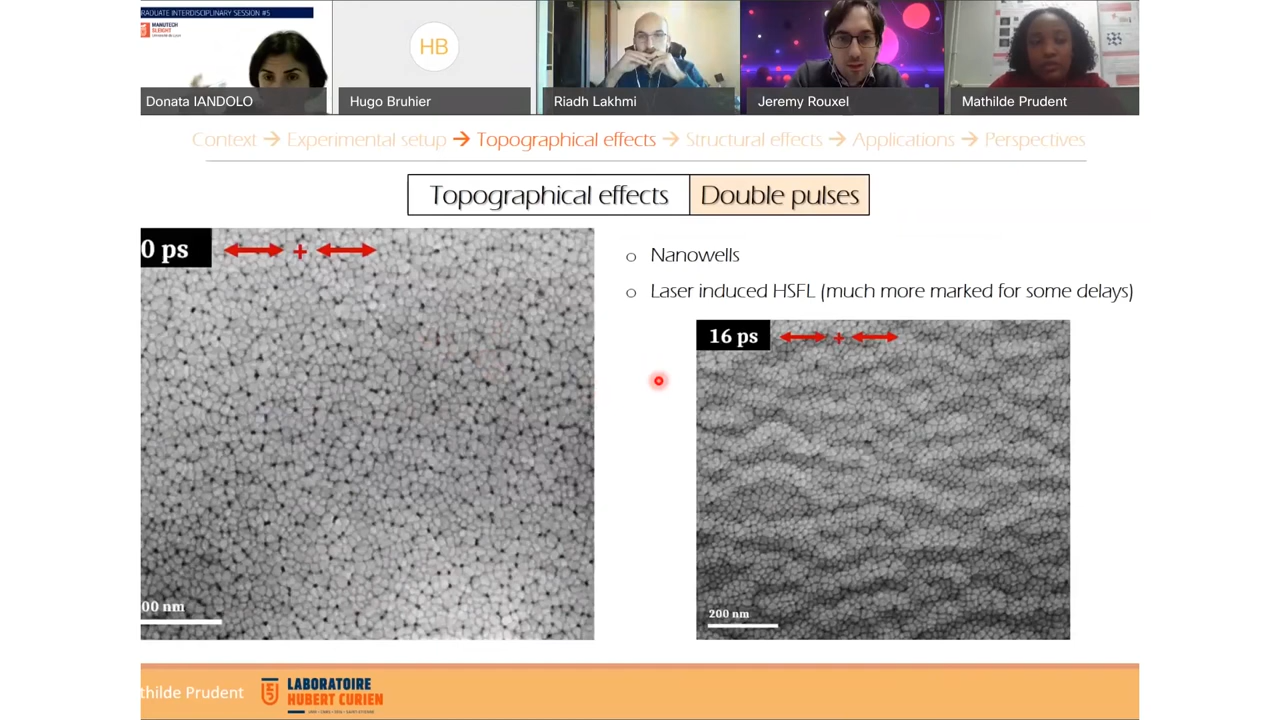 RADUATE INTERDISCIPLINARY SESSION #5
MANUTECH
SLEIGHT
Donata IANDOLO
HB
Hugo Bruhier
Riadh Lakhmi
Jeremy Rouxel
Mathilde Prudent
Context → Experimental setup → Topographical effects → Structural effects → Applications → Perspectives
Topographical effects Double pulses
0 ps
+
o Nanowells
o Laser induced HSFL (much more marked for some delays)
16 ps
+
00 nm
200 nm
thilde Prudent
LABORATOIRE
HUBERT CURIEN